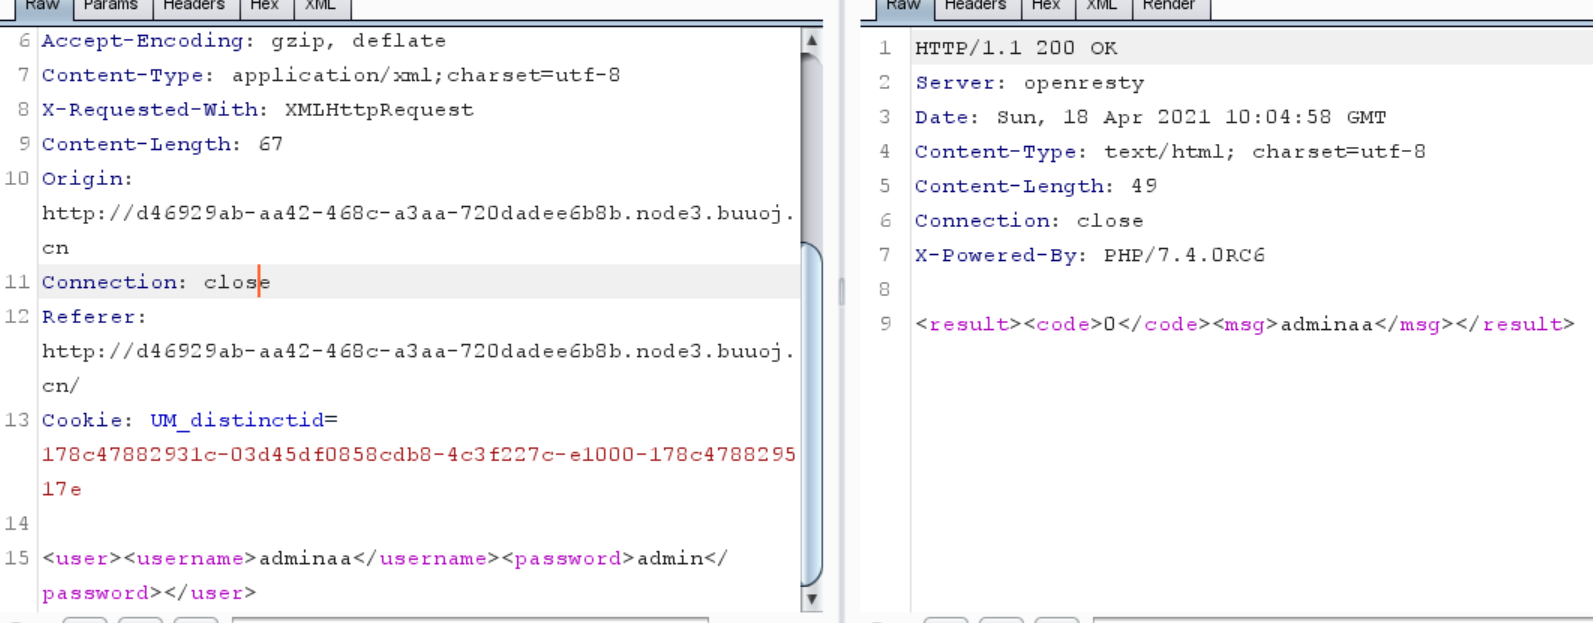 Raw Params Headers Hex XML
6 Accept-Encoding: gzip, deflate
7 Content-Type: application/xml;charset=utf-8
8 X-Requested-With: XMLHttpRequest
9 Content-Length: 67
10 Origin:
http://d46929ab-aa42-468c-a3aa-720dadee6b8b.node3.buuoj.
cn
11 Connection: close
12 Referer:
http://d46929ab-aa42-468c-a3aa-720dadee6b8b.node3.buuoj.
cn/
13 Cookie: UM_distinctid=
178c47882931c-03d45df0858cdb8-4c3f227c-e1000-178c4788295
17e
14
15 <user><username>adminaa</username><password>admin</
password></user>
Raw Headers Hex XML Render
1 HTTP/1.1 200 OK
2 Server: openresty
3 Date: Sun, 18 Apr 2021 10:04:58 GMT
4 Content-Type: text/html; charset=utf-8
5 Content-Length: 49
6 Connection: close
7 X-Powered-By: PHP/7.4.0RC6
8
9 <result><code>0</code><msg>adminaa</msg></result>